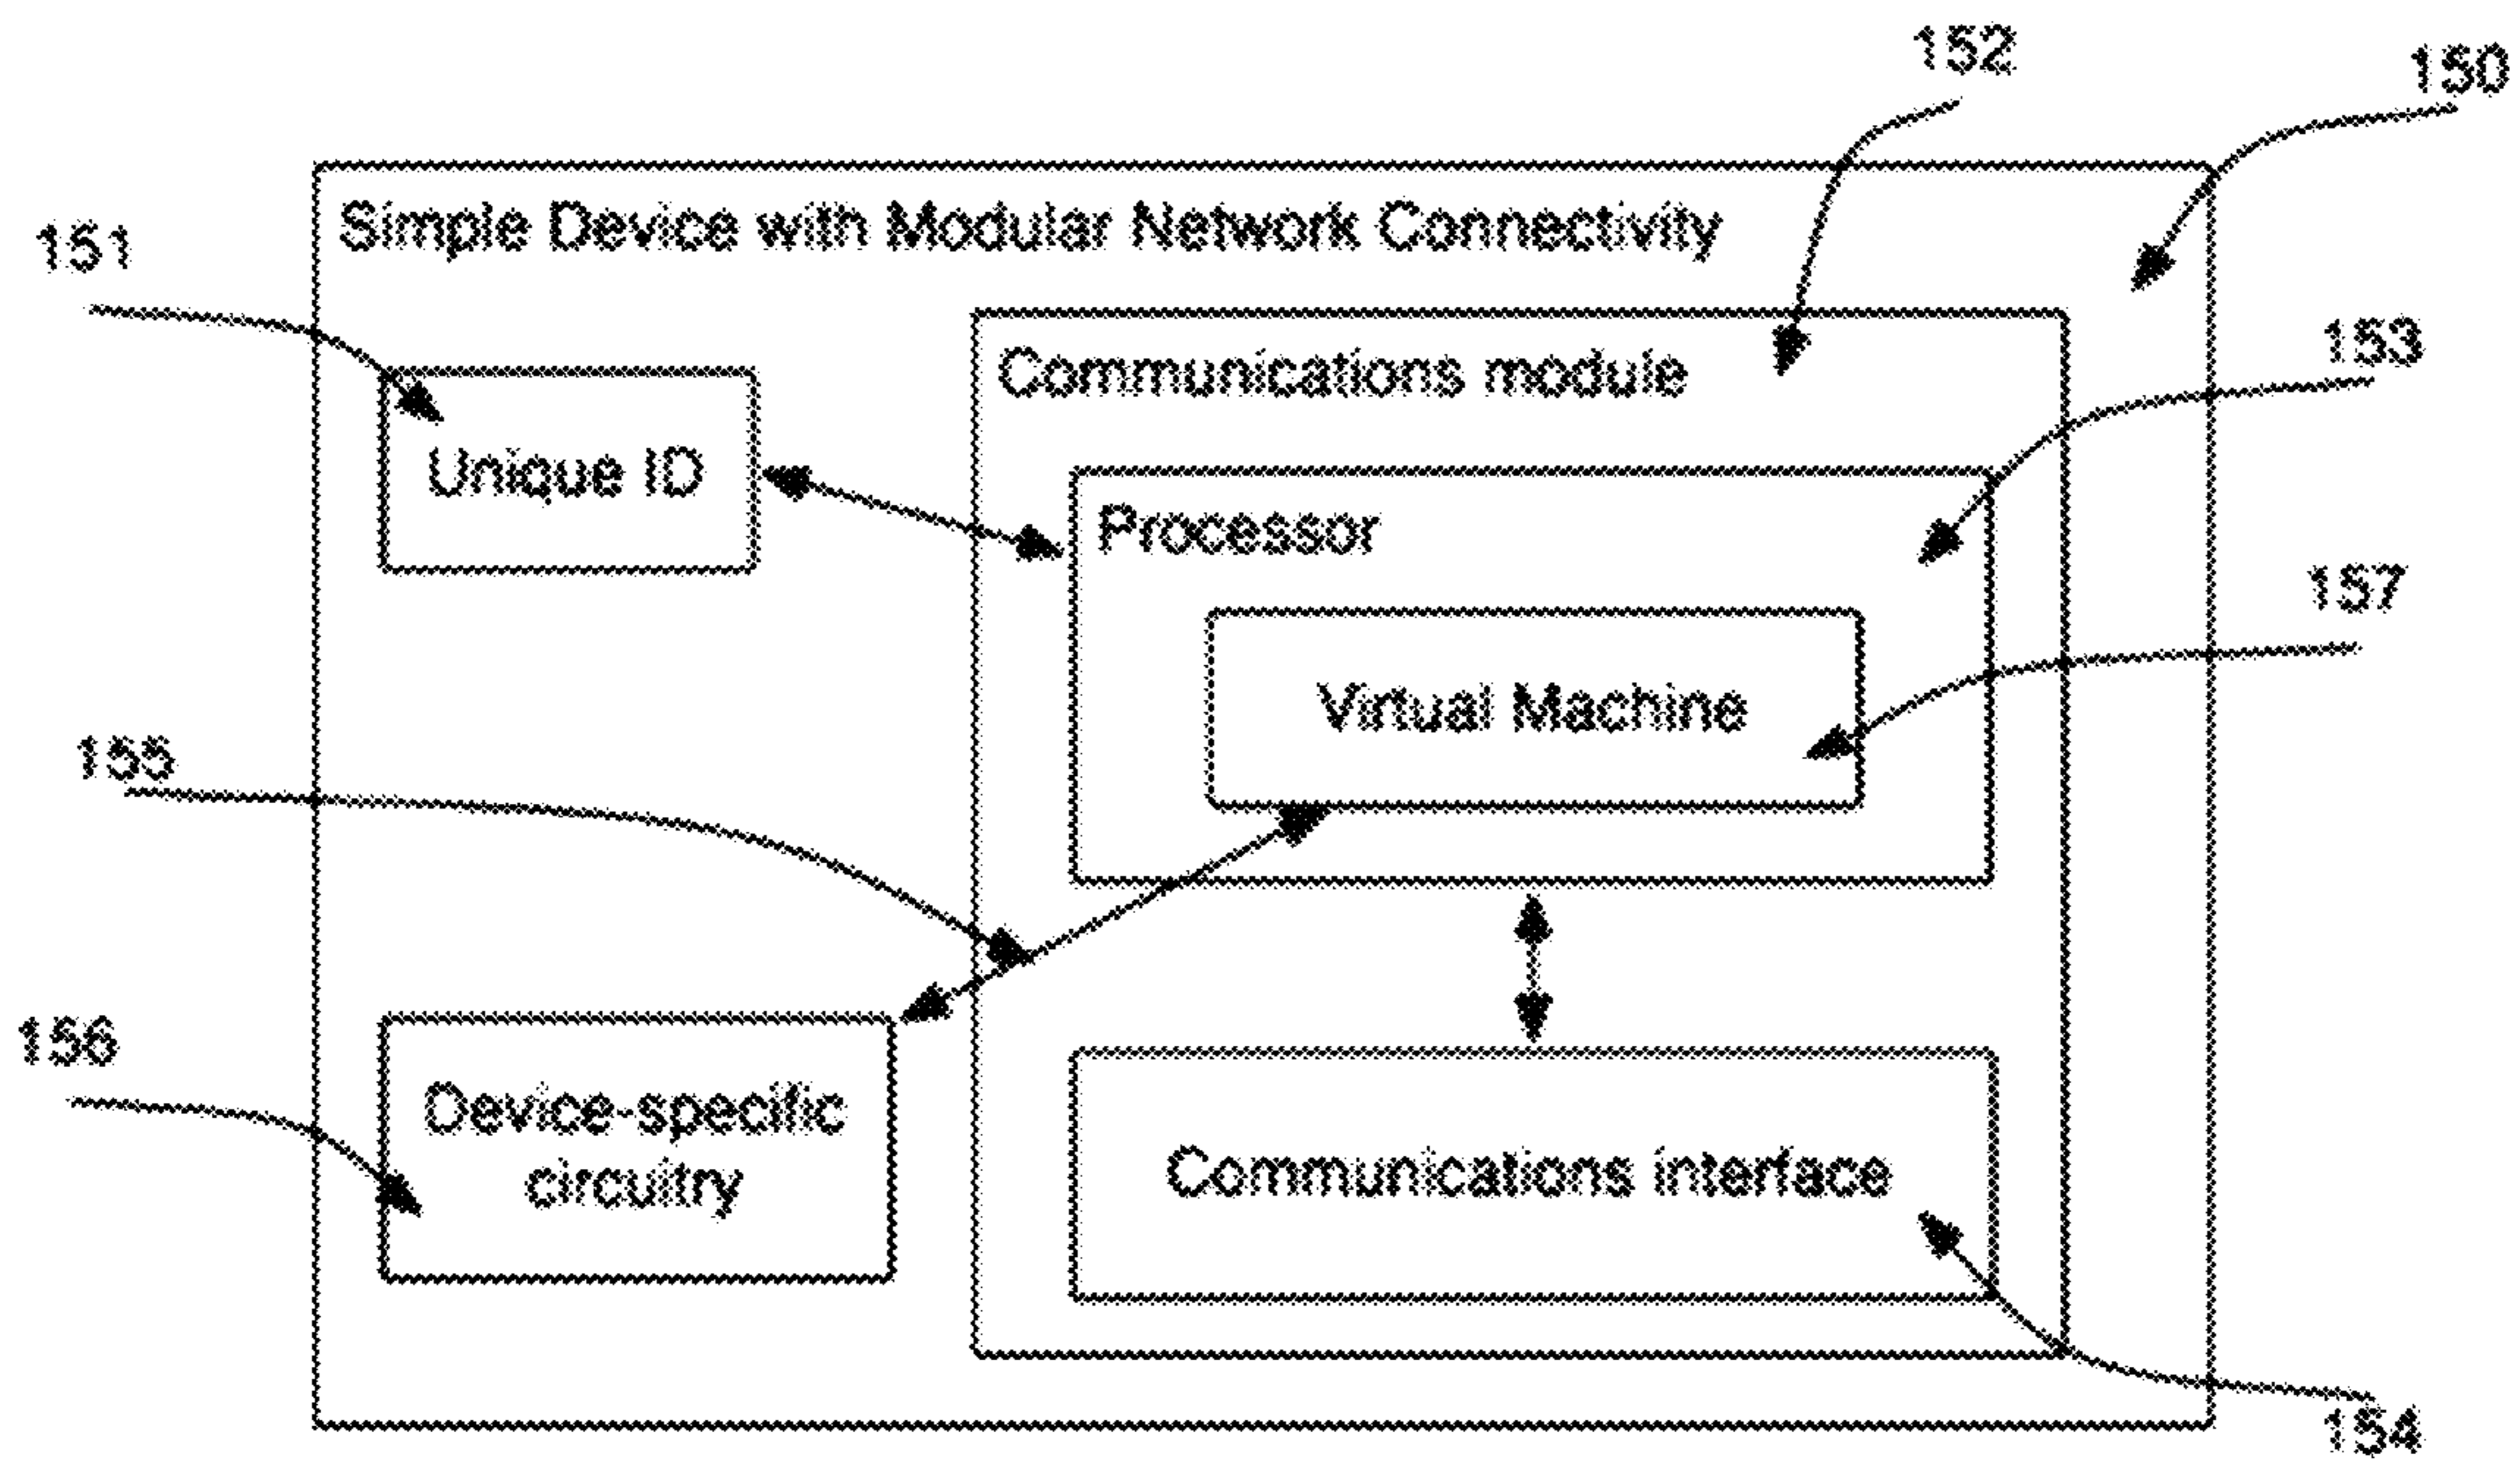 152
150
Simple Device with Modular Network Connectivity
151
153
Communications module
Unique ID
Processor
157
Virtual Machine
155
156
Device-specific
circuitry
Communications interface
154